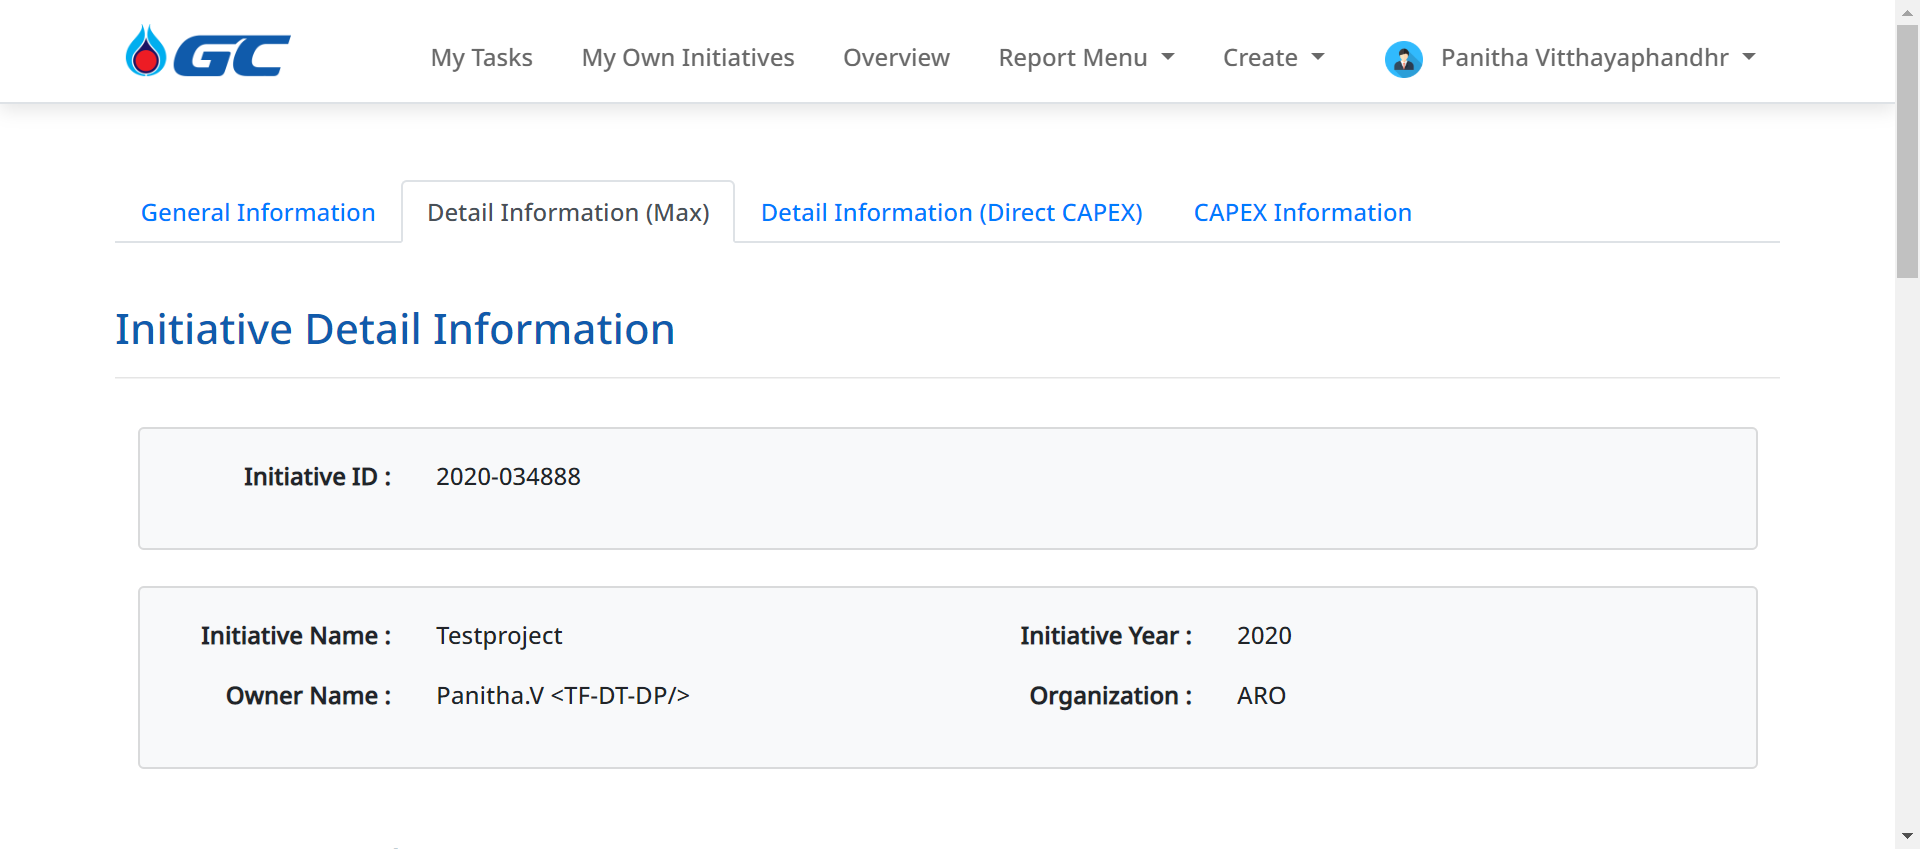 GC
My Tasks
My Own Initiatives
Overview
Report Menu
Create
Panitha Vitthayaphandhr
General Information
Detail Information (Max)
Detail Information (Direct CAPEX)
CAPEX Information
Initiative Detail Information
Initiative ID : 2020-034888
Initiative Name : Testproject
Initiative Year : 2020
Owner Name : Panitha.V <TF-DT-DP/>
Organization : ARO